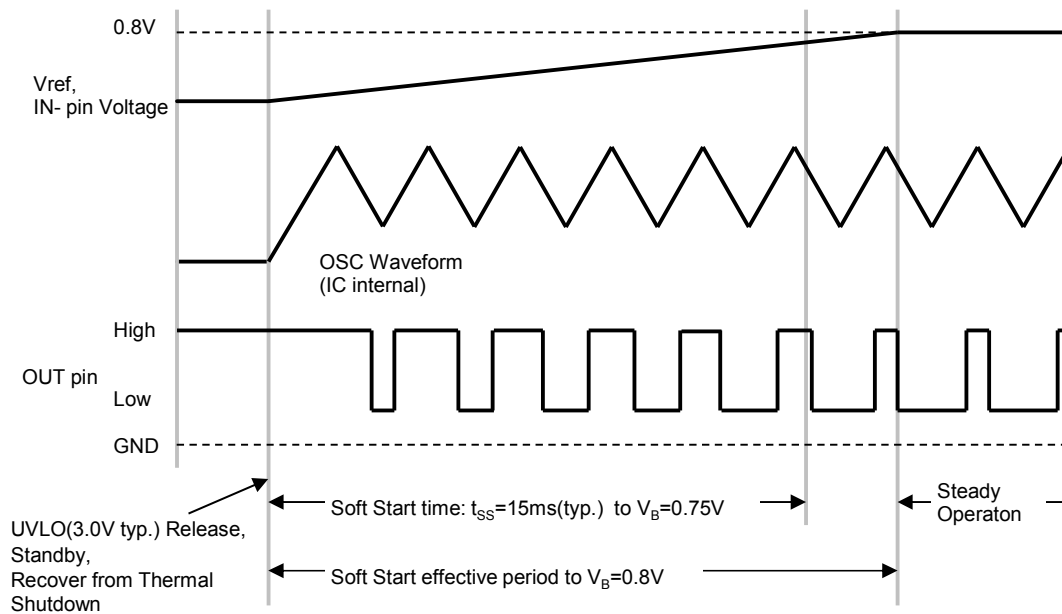 0.8V
Vref,
IN- pin Voltage
OSC Waveform
(IC internal)
High
OUT pin
Low
GND
Soft Start time: tSS=15ms(typ.) to VB=0.75V
Steady
Operaton
UVLO(3.0V typ.) Release,
Standby,
Recover from Thermal
Shutdown
Soft Start effective period to VB=0.8V